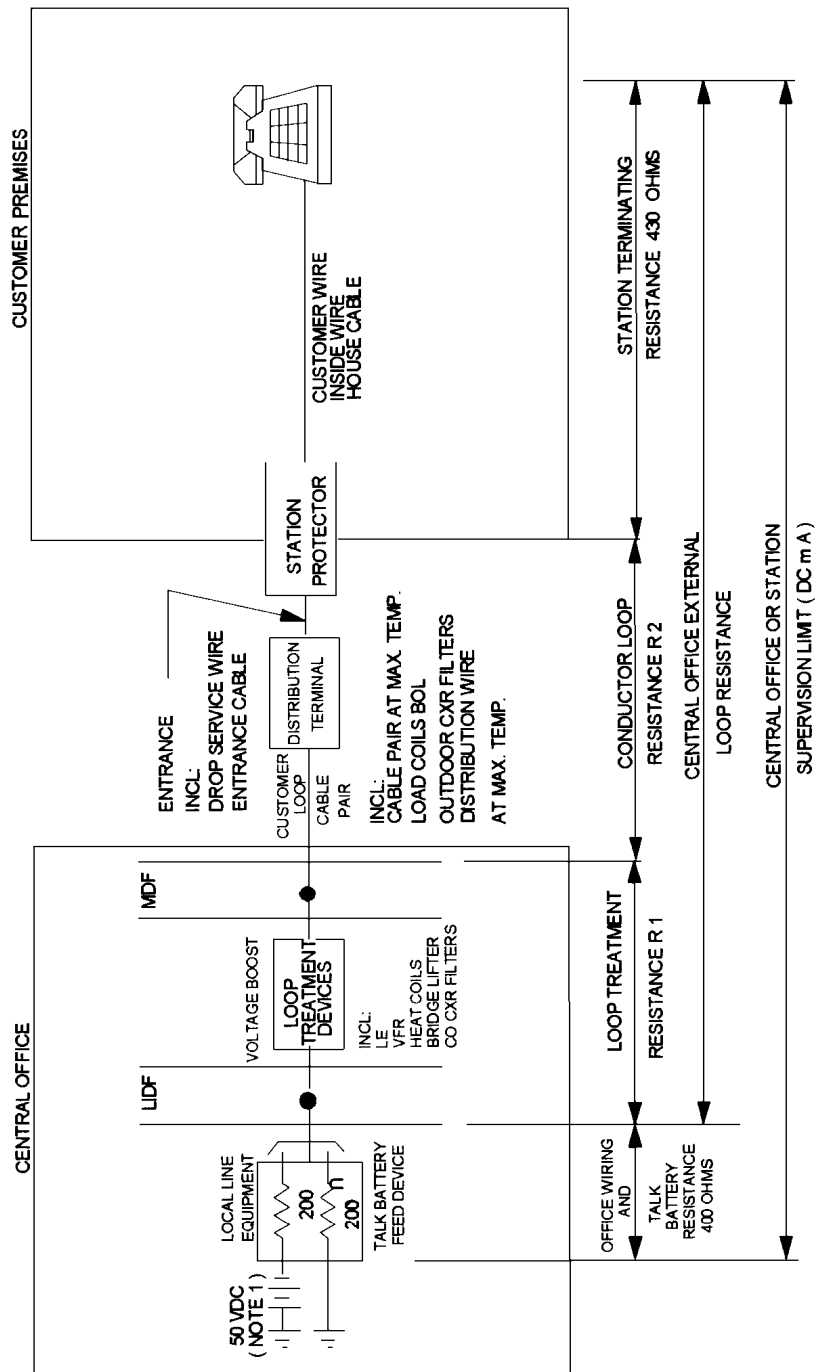 CENTRAL OFFICE
CUSTOMER PREMISES
50 VDC
( NOTE 1 )
LOCAL LINE
EQUIPMENT
200
200
n
TALK BATTERY
FEED DEVICE
LIDF
VOLTAGE BOOST
LOOP
TREATMENT
DEVICES
INCL:
LE
VFR
HEAT COILS
BRIDGE LIFTER
CO CXR FILTERS
MDF
ENTRANCE
INCL:
DROP SERVICE WIRE
ENTRANCE CABLE
CUSTOMER
LOOP
CABLE
PAIR
DISTRIBUTION
TERMINAL
INCL:
CABLE PAIR AT MAX. TEMP.
LOAD COILS BOL
OUTDOOR CXR FILTERS
DISTRIBUTION WIRE
AT MAX. TEMP.
STATION
PROTECTOR
CUSTOMER WIRE
INSIDE WIRE
HOUSE CABLE
OFFICE WIRING
AND
TALK
BATTERY
RESISTANCE
400 OHMS
LOOP TREATMENT
RESISTANCE R1
CONDUCTOR LOOP
RESISTANCE R2
STATION TERMINATING
RESISTANCE 430 OHMS
CENTRAL OFFICE EXTERNAL
LOOP RESISTANCE
CENTRAL OFFICE OR STATION
SUPERVISION LIMIT ( DC m A )